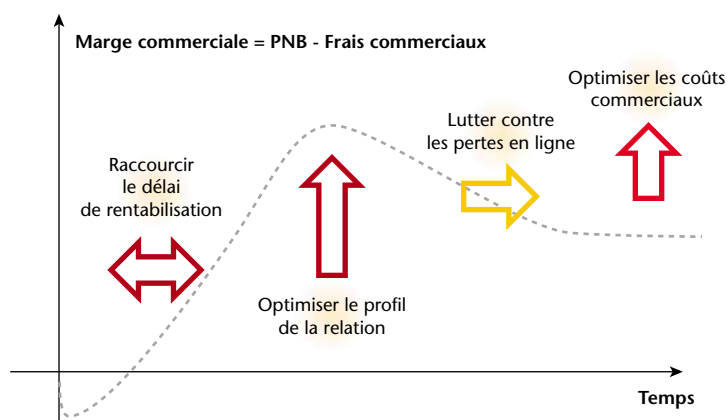 Marge commerciale = PNB - Frais commerciaux
Optimiser les coûts
commerciaux
Lutter contre
les pertes en ligne
Raccourcir
le délai
de rentabilisation
Optimiser le profil
de la relation
Temps